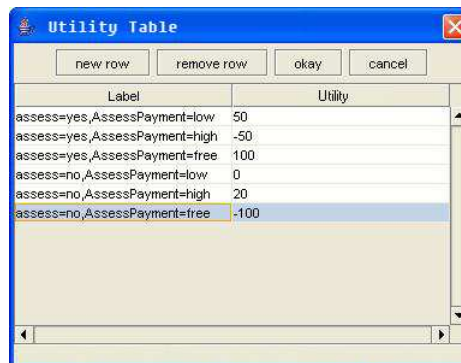 Utility Table
new row remove row okay cancel
Label Utility
assess=yes,AssessPayment=low 50
assess=yes,AssessPayment=high -50
assess=yes,AssessPayment=free 100
assess=no,AssessPayment=low 0
assess=no,AssessPayment=high 20
assess=no,AssessPayment=free -100